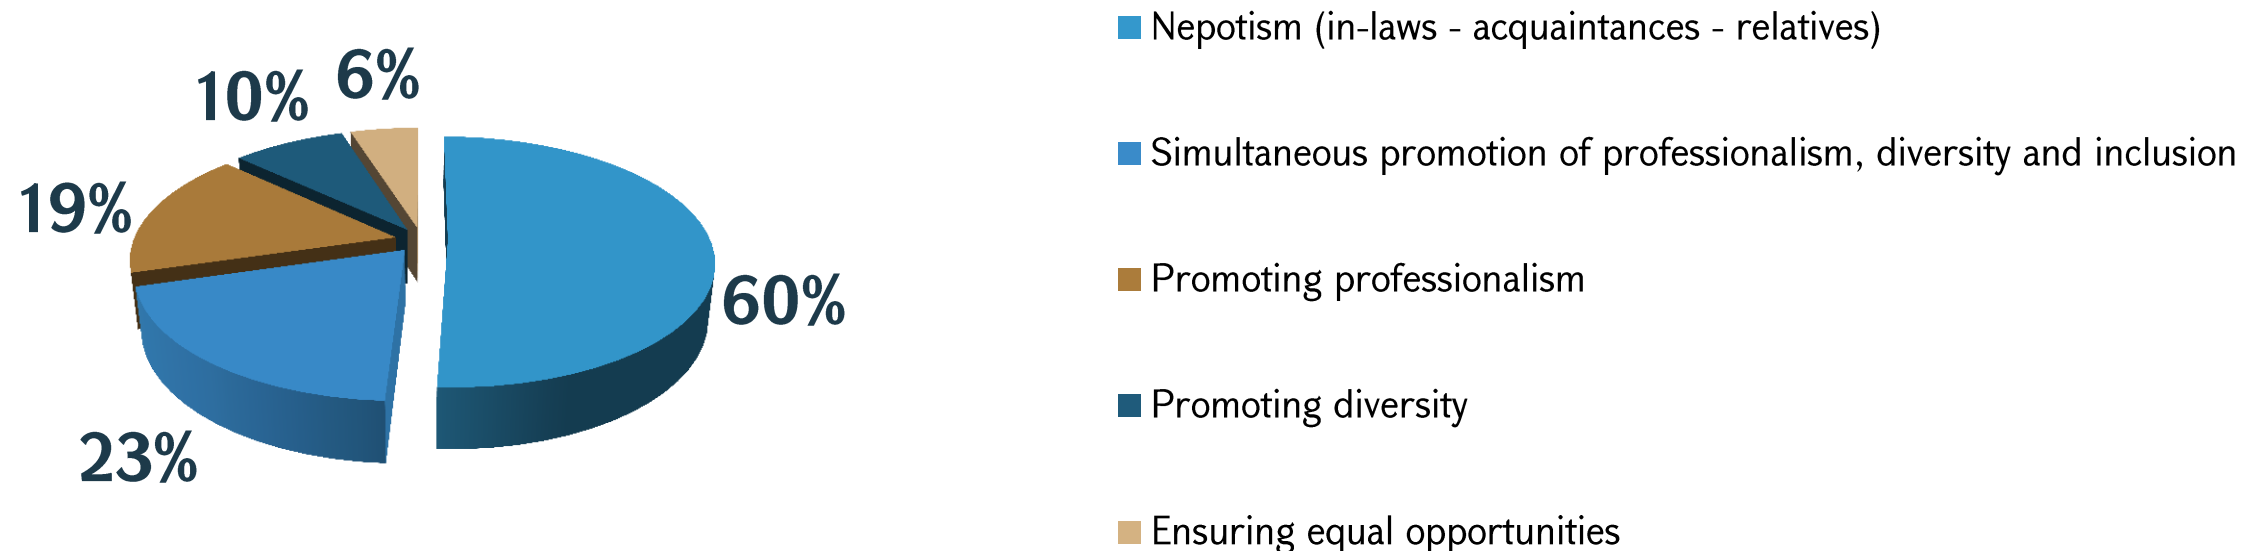 6%
10%
19%
60%
23%
Nepotism (in-laws - acquaintances - relatives)
Simultaneous promotion of professionalism, diversity and inclusion
Promoting professionalism
Promoting diversity
Ensuring equal opportunities